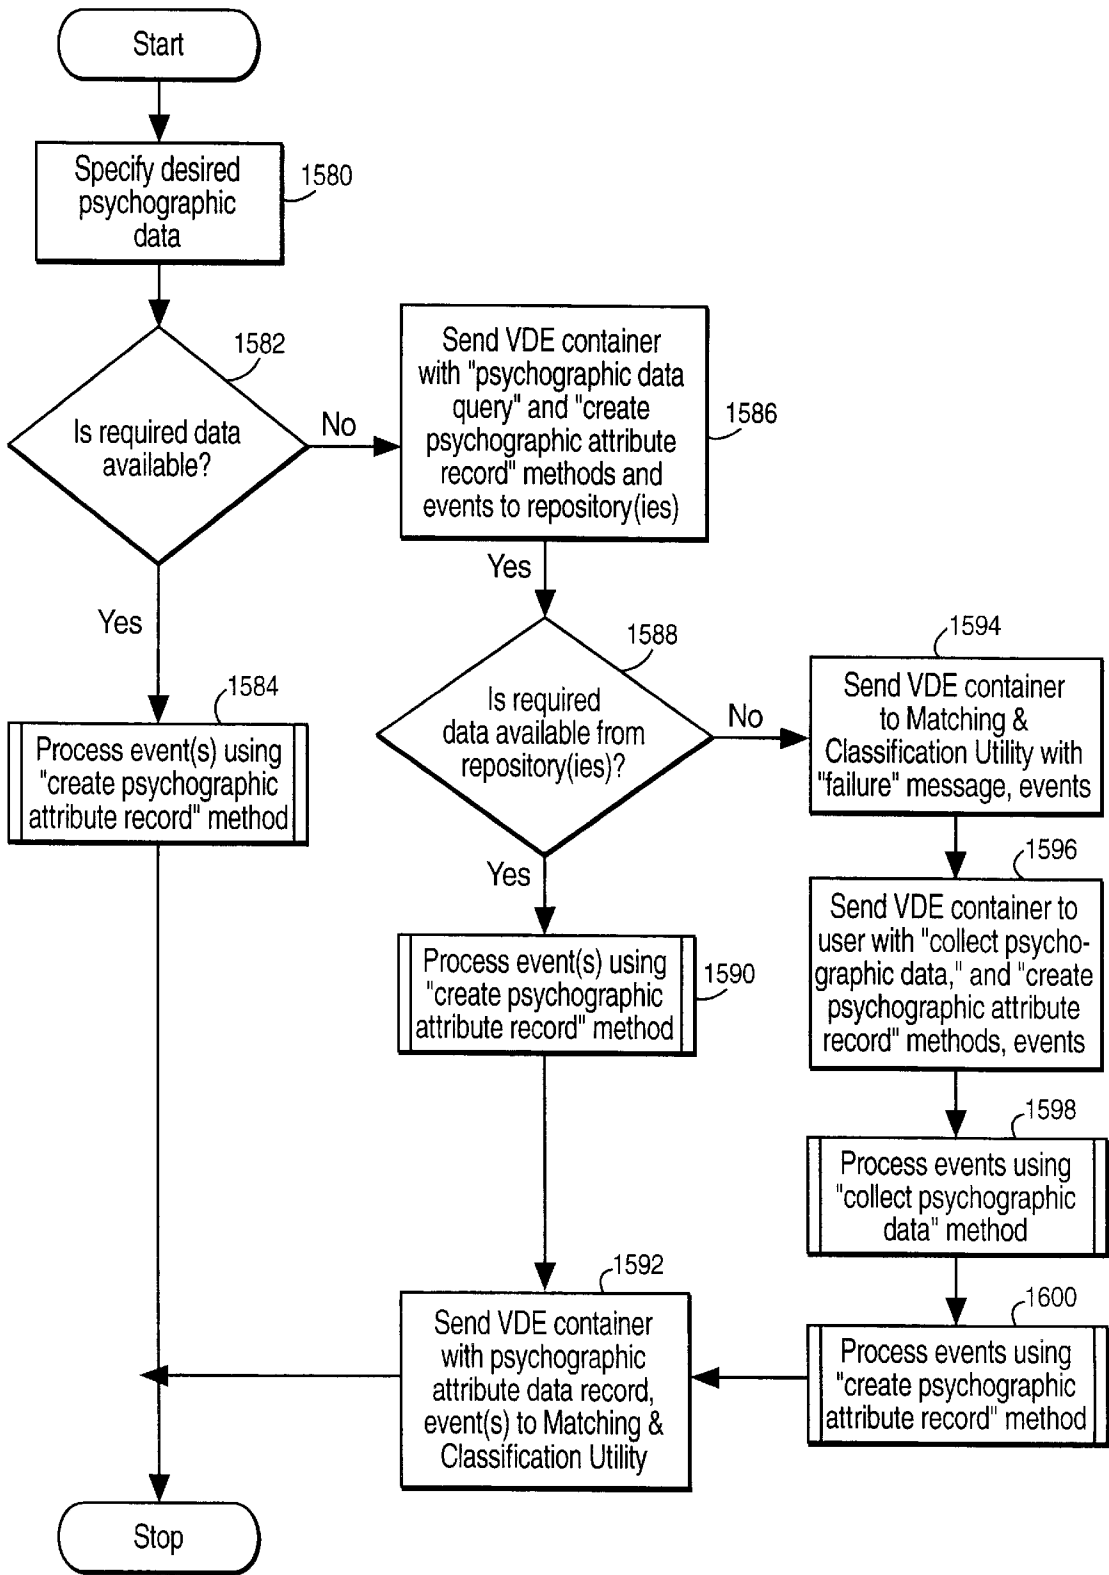 Start
Specify desired
psychographic
data
1580
1582
Is required data
available?
No
Yes
Send VDE container
with "psychographic data
query" and "create
psychographic attribute
record" methods and
events to repository(ies)
1586
Yes
1584
Process event(s) using
"create psychographic
attribute record" method
1588
Is required
data available from
repository(ies)?
No
Yes
1594
Send VDE container
to Matching &
Classification Utility with
"failure" message, events
1596
Send VDE container to
user with "collect psycho-
graphic data," and "create
psychographic attribute
record" methods, events
Process event(s) using
"create psychographic
attribute record" method
1590
1598
Process events using
"collect psychographic
data" method
1592
Send VDE container
with psychographic
attribute data record,
event(s) to Matching &
Classification Utility
1600
Process events using
"create psychographic
attribute record" method
Stop